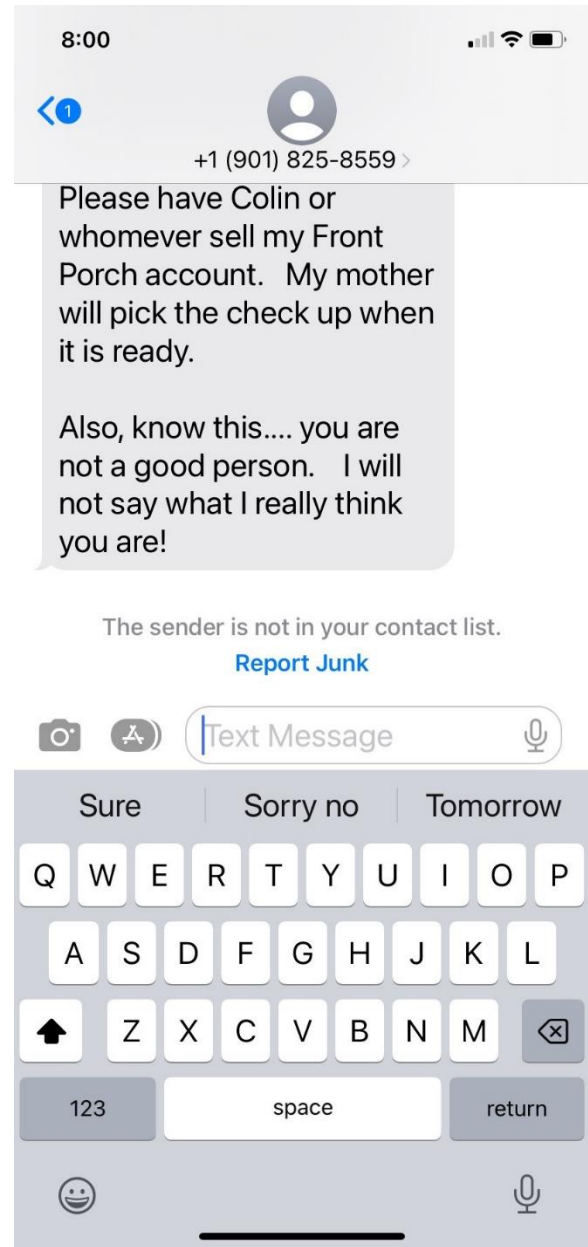 8:00
1
+1 (901) 825-8559 >
Please have Colin or
whomever sell my Front
Porch account.   My mother
will pick the check up when
it is ready.
Also, know this.... you are
not a good person.    I will
not say what I really think
you are!
The sender is not in your contact list.
Report Junk
Text Message
Sure Sorry no Tomorrow
Q W E R T Y U I O P
A S D F G H J K L
Z X C V B N M
123 space return